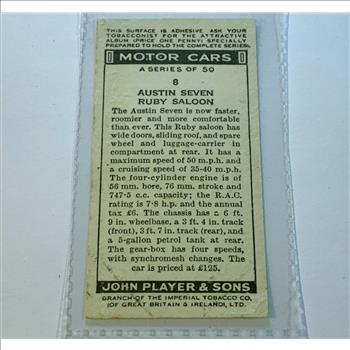 THIS SURFACE IS ADHESIVE ASK YOUR
TOBACCONIST FOR THE ATTRACTIVE
ALBUM (PRICE ONE PENNY) SPECIALLY
PREPARED TO HOLD THE COMPLETE SERIES
MOTOR CARS
A SERIES OF 50
8
AUSTIN SEVEN
RUBY SALOON
The Austin Seven is now faster,
roomier and more comfortable
than ever. This Ruby saloon has
wide doors, sliding roof, and spare
wheel and luggage-carrier in
compartment at rear. It has a
maximum speed of 50 m.p.h. and
a cruising speed of 35-40 m.p.h.
The four-cylinder engine is of
56 mm. bore, 76 mm. stroke and
747·5 c.c. capacity; the R.A.C.
rating is 7·8 h.p. and the annual
tax £6. The chassis has a 6 ft.
9 in. wheelbase, a 3 ft. 4 in. track
(front), 3 ft. 7 in. track (rear), and
a 5-gallon petrol tank at rear.
The gear-box has four speeds,
with synchromesh changes. The
car is priced at £125.
JOHN PLAYER & SONS
BRANCH OF THE IMPERIAL TOBACCO CO.
(OF GREAT BRITAIN & IRELAND), LTD.